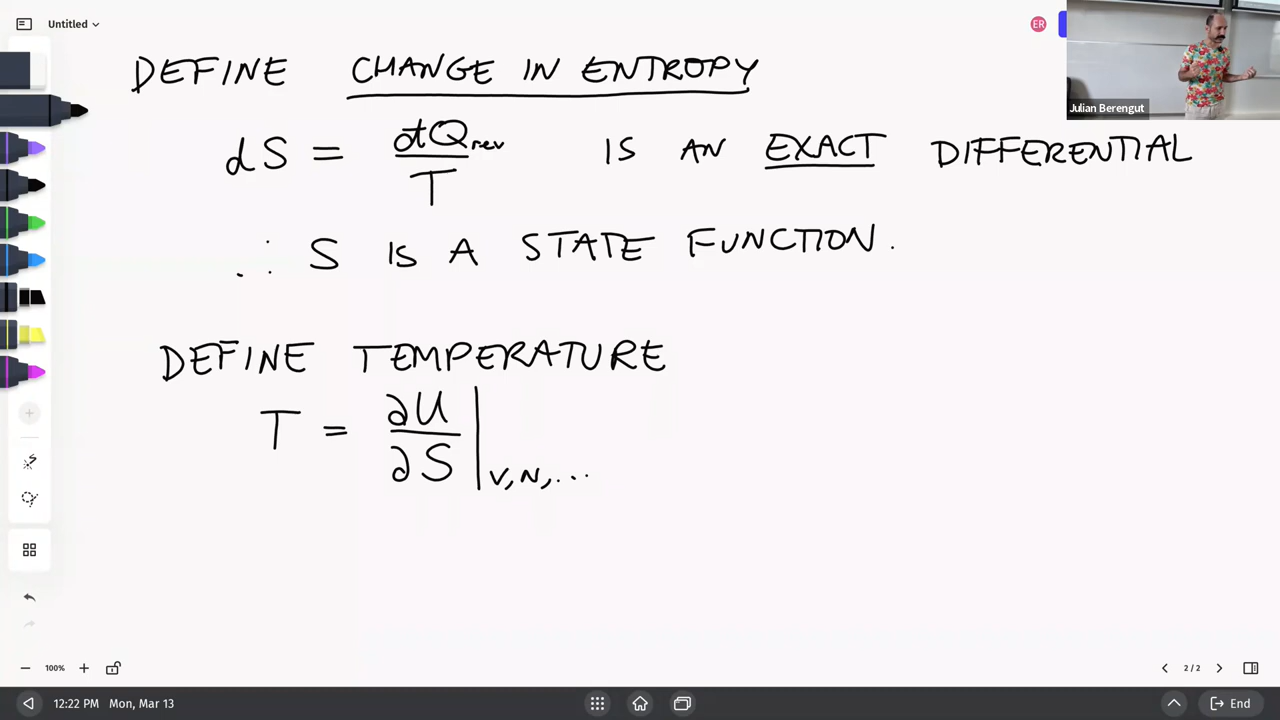 Untitled
ER
Julian Berengut
DEFINE CHANGE IN ENTROPY
dS = đQrev / T IS AN EXACT DIFFERENTIAL
∴ S IS A STATE FUNCTION.
DEFINE TEMPERATURE
T = ∂U/∂S |V,N,...
100%
2/2
12:22 PM Mon, Mar 13
End